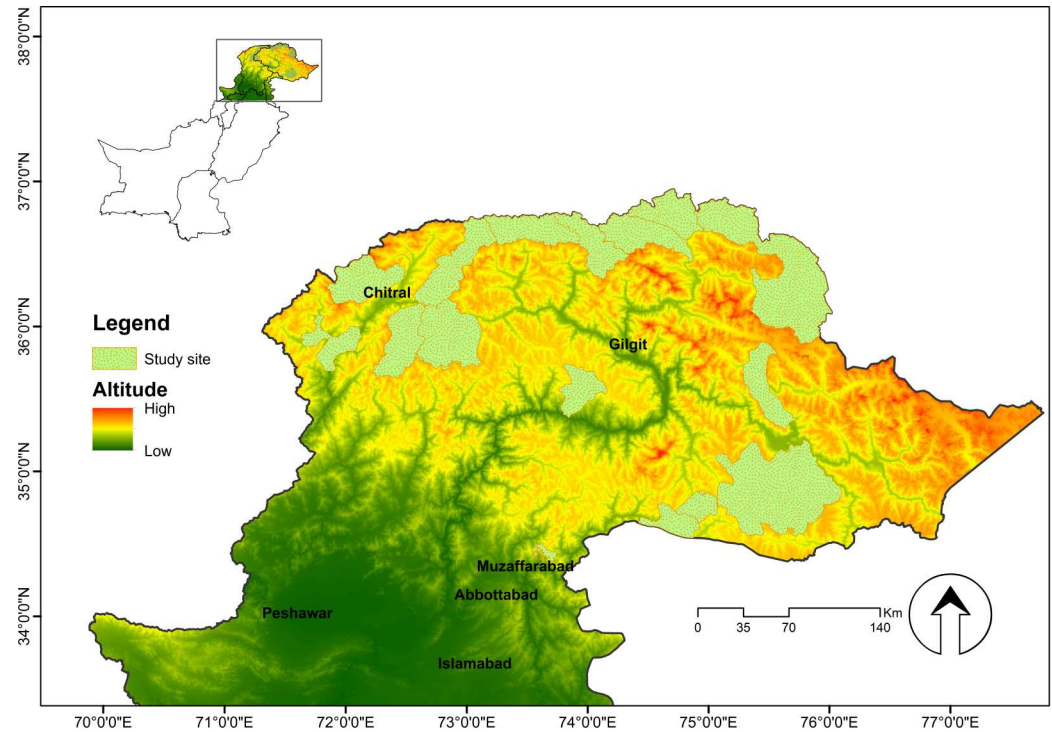 38°0'0"N
37°0'0"N
36°0'0"N
35°0'0"N
34°0'0"N
Chitral
Gilgit
Muzaffarabad
Abbottabad
Peshawar
Islamabad
Legend
Study site
Altitude
High
Low
Km
0 35 70 140
70°0'0"E 71°0'0"E 72°0'0"E 73°0'0"E 74°0'0"E 75°0'0"E 76°0'0"E 77°0'0"E